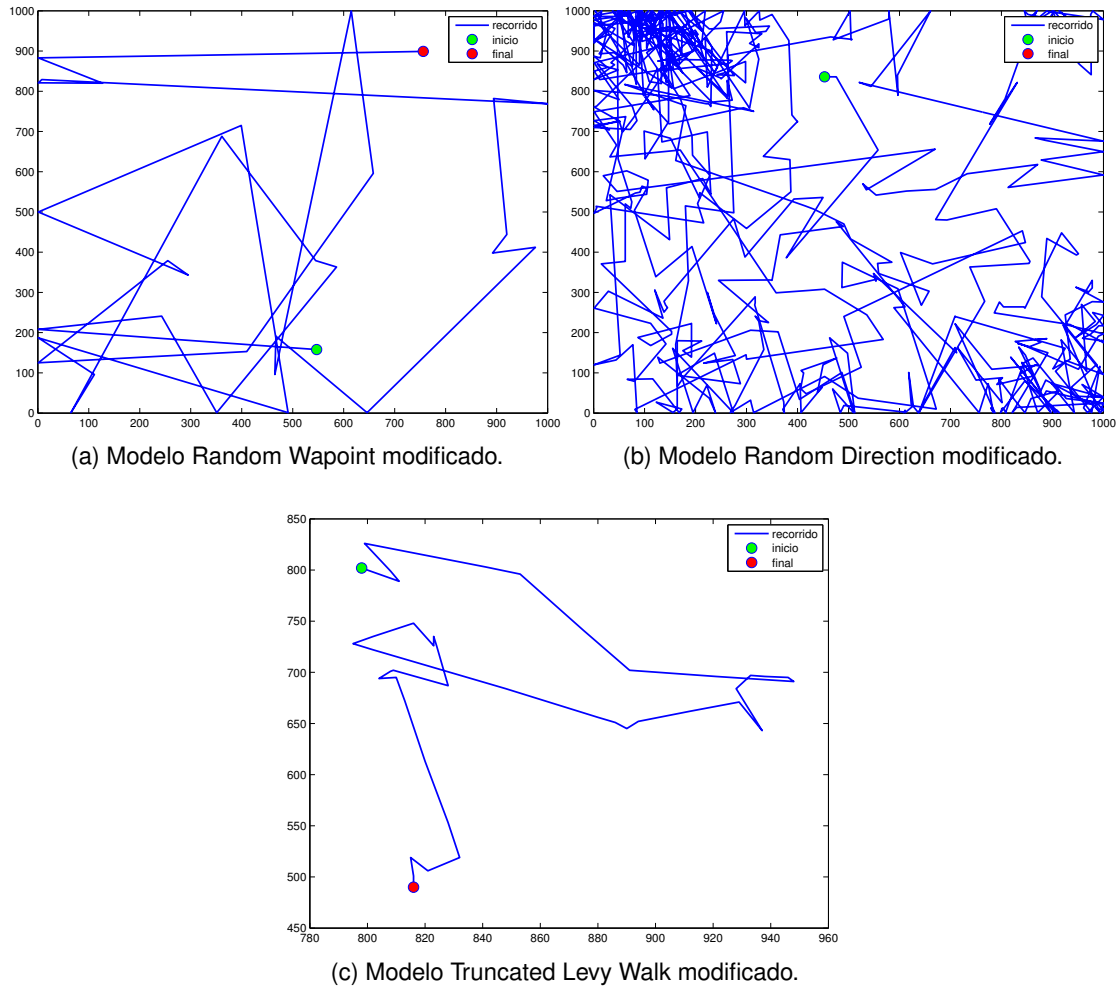 1000
900
800
700
600
500
400
300
200
100
0
0 100 200 300 400 500 600 700 800 900 1000
recorrido
inicio
final
(a) Modelo Random Wapoint modificado.
1000
900
800
700
600
500
400
300
200
100
0
0 100 200 300 400 500 600 700 800 900 1000
recorrido
inicio
final
(b) Modelo Random Direction modificado.
850
800
750
700
650
600
550
500
450
780 800 820 840 860 880 900 920 940 960
recorrido
inicio
final
(c) Modelo Truncated Levy Walk modificado.